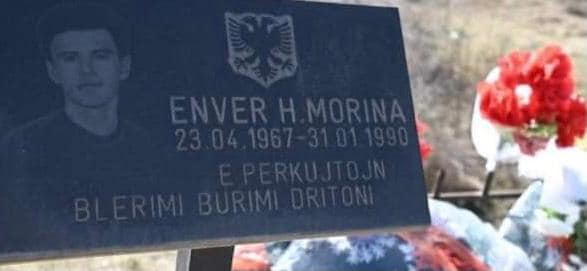 ENVER H.MORINA
23.04.1967-31.01.1990
E PERKUJTOJN
BLERIMI BURIMI DRITONI